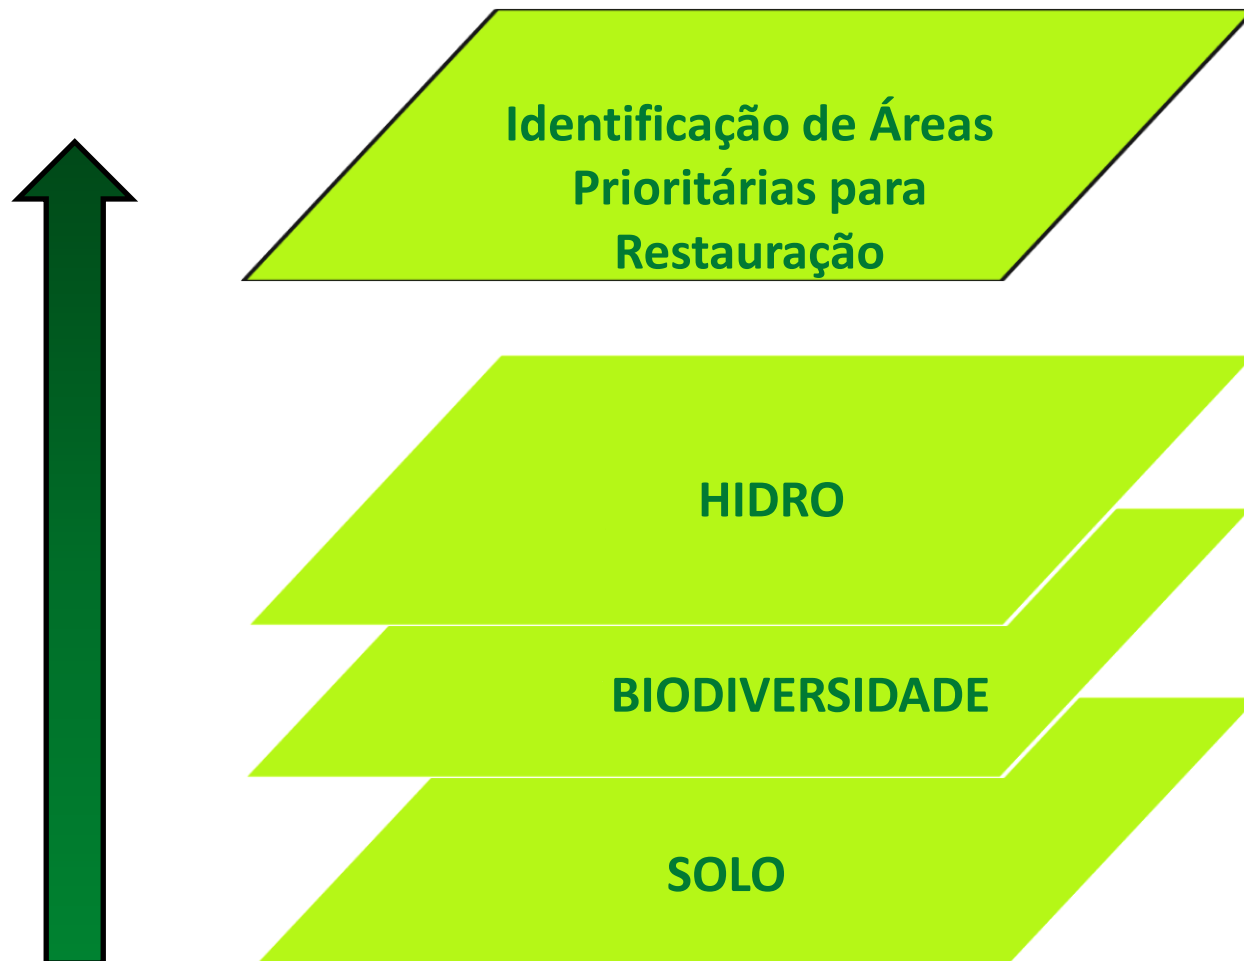 Identificação de Áreas
Prioritárias para
Restauração
HIDRO
BIODIVERSIDADE
SOLO